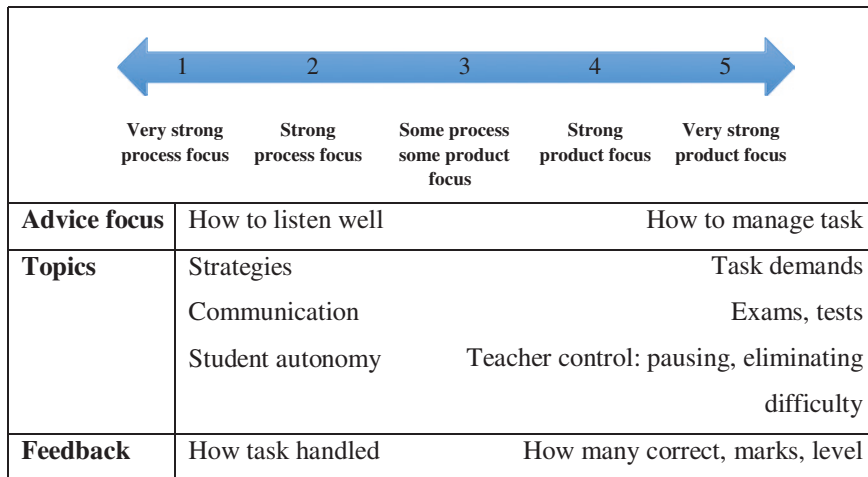 1 2 3 4 5
Very strong process focus Strong process focus Some process some product focus Strong product focus Very strong product focus
Advice focus How to listen well How to manage task
Topics Strategies Task demands
Communication Exams, tests
Student autonomy Teacher control: pausing, eliminating
difficulty
Feedback How task handled How many correct, marks, level